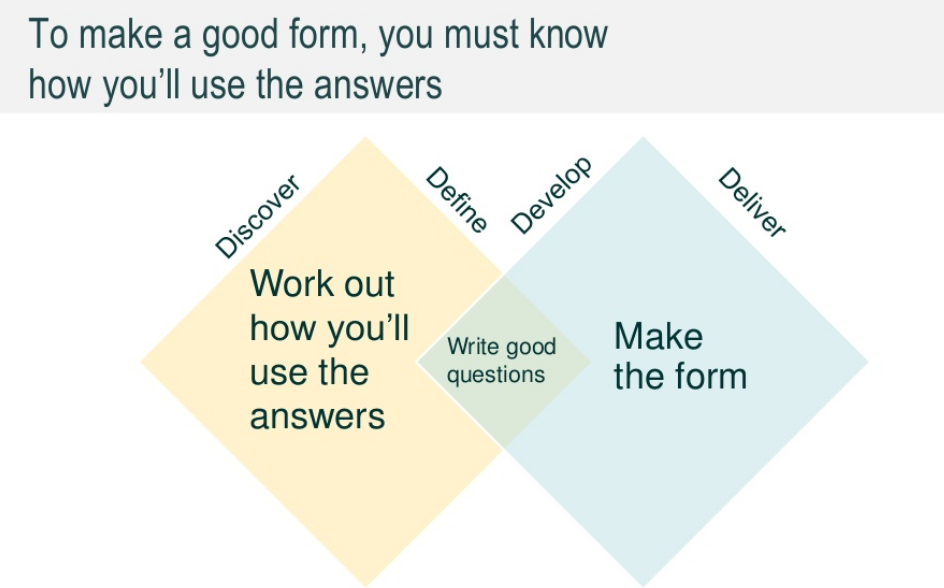 To make a good form, you must know
how you'll use the answers
Discover
Define
Develop
Deliver
Work out
how you'll
use the
answers
Write good
questions
Make
the form